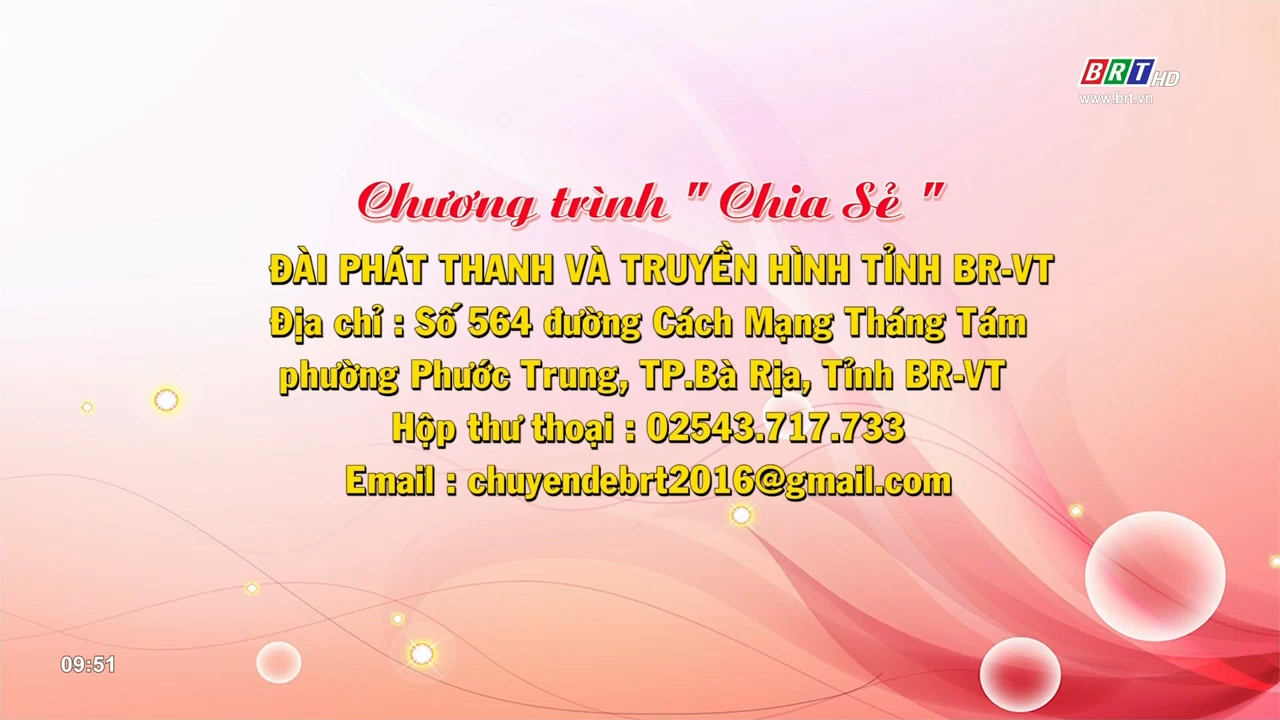 BRT HD
www.brt.vn
Chương trình " Chia Sẻ "
ĐÀI PHÁT THANH VÀ TRUYỀN HÌNH TỈNH BR-VT
Địa chỉ : Số 564 đường Cách Mạng Tháng Tám
phường Phước Trung, TP.Bà Rịa, Tỉnh BR-VT
Hộp thư thoại : 02543.717.733
Email : chuyendebrt2016@gmail.com
09:51